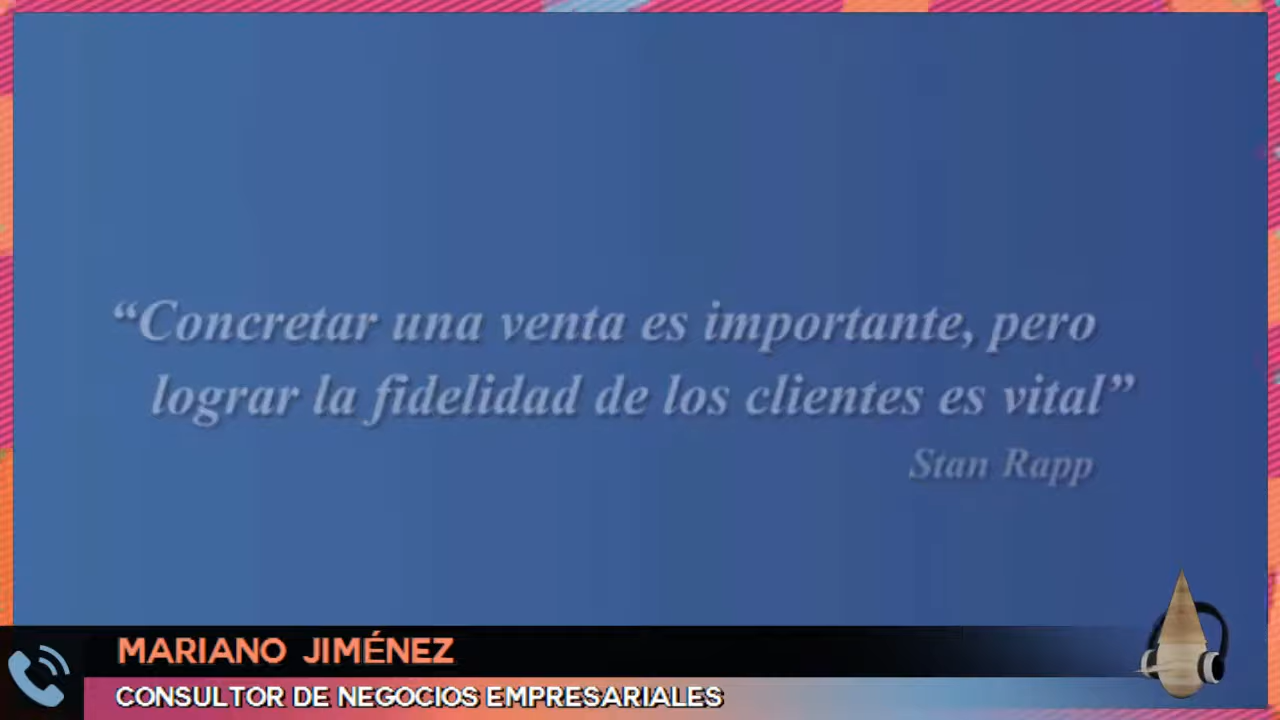 “Concretar una venta es importante, pero
lograr la fidelidad de los clientes es vital”
Stan Rapp
MARIANO JIMÉNEZ
CONSULTOR DE NEGOCIOS EMPRESARIALES